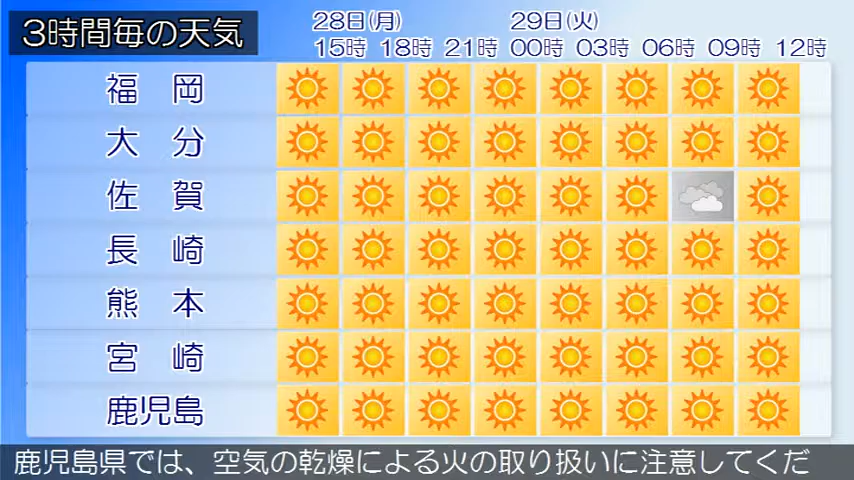 3時間毎の天気
28日(月) 29日(火)
15時 18時 21時 00時 03時 06時 09時 12時
福岡
大分
佐賀
長崎
熊本
宮崎
鹿児島
鹿児島県では、空気の乾燥による火の取り扱いに注意してくだ